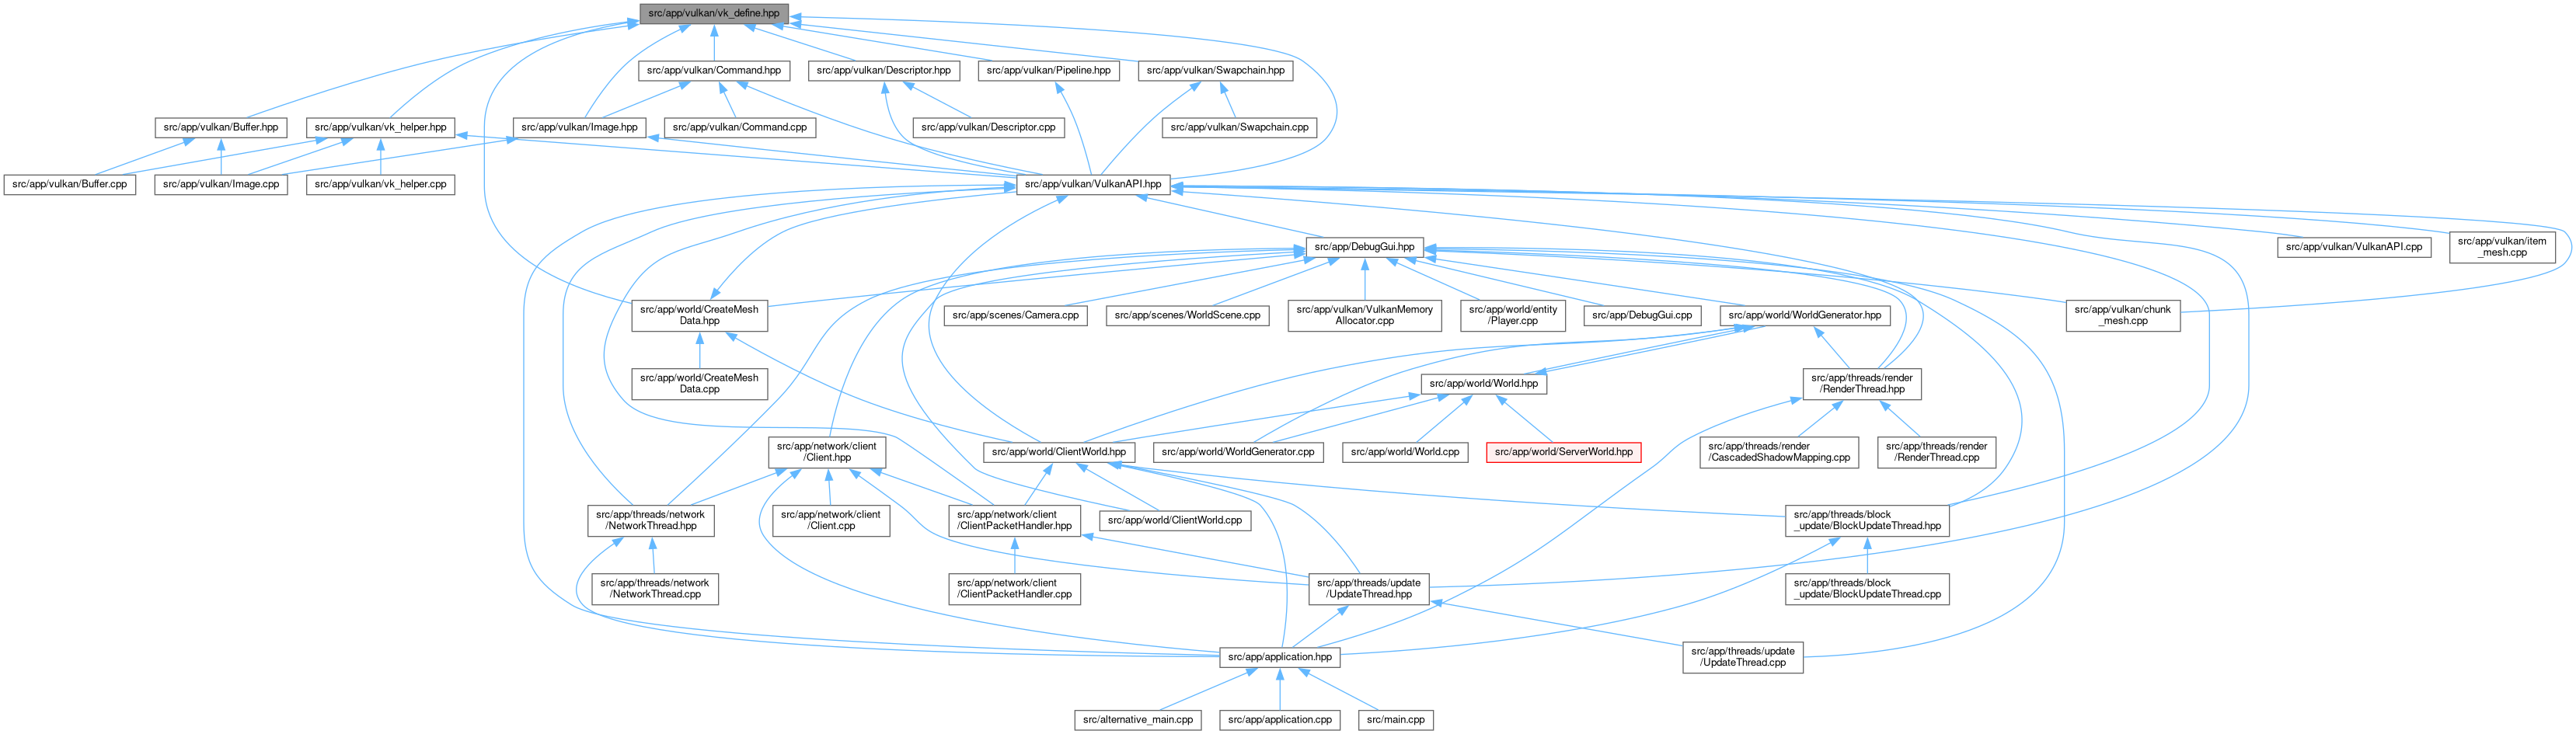 src/app/vulkan/vk_define.hpp
src/app/vulkan/Command.hpp
src/app/vulkan/Descriptor.hpp
src/app/vulkan/Pipeline.hpp
src/app/vulkan/Swapchain.hpp
src/app/vulkan/Buffer.hpp
src/app/vulkan/vk_helper.hpp
src/app/vulkan/Image.hpp
src/app/vulkan/Command.cpp
src/app/vulkan/Descriptor.cpp
src/app/vulkan/Swapchain.cpp
src/app/vulkan/Buffer.cpp
src/app/vulkan/Image.cpp
src/app/vulkan/vk_helper.cpp
src/app/vulkan/VulkanAPI.hpp
src/app/DebugGui.hpp
src/app/vulkan/VulkanAPI.cpp
src/app/vulkan/item
_mesh.cpp
src/app/world/CreateMesh
Data.hpp
src/app/scenes/Camera.cpp
src/app/scenes/WorldScene.cpp
src/app/vulkan/VulkanMemory
Allocator.cpp
src/app/world/entity
/Player.cpp
src/app/DebugGui.cpp
src/app/world/WorldGenerator.hpp
src/app/vulkan/chunk
_mesh.cpp
src/app/world/CreateMesh
Data.cpp
src/app/world/World.hpp
src/app/threads/render
/RenderThread.hpp
src/app/network/client
/Client.hpp
src/app/world/ClientWorld.hpp
src/app/world/WorldGenerator.cpp
src/app/world/World.cpp
src/app/world/ServerWorld.hpp
src/app/threads/render
/CascadedShadowMapping.cpp
src/app/threads/render
/RenderThread.cpp
src/app/threads/network
/NetworkThread.hpp
src/app/network/client
/Client.cpp
src/app/network/client
/ClientPacketHandler.hpp
src/app/world/ClientWorld.cpp
src/app/threads/block
_update/BlockUpdateThread.hpp
src/app/threads/network
/NetworkThread.cpp
src/app/network/client
/ClientPacketHandler.cpp
src/app/threads/update
/UpdateThread.hpp
src/app/threads/block
_update/BlockUpdateThread.cpp
src/app/application.hpp
src/app/threads/update
/UpdateThread.cpp
src/alternative_main.cpp
src/app/application.cpp
src/main.cpp